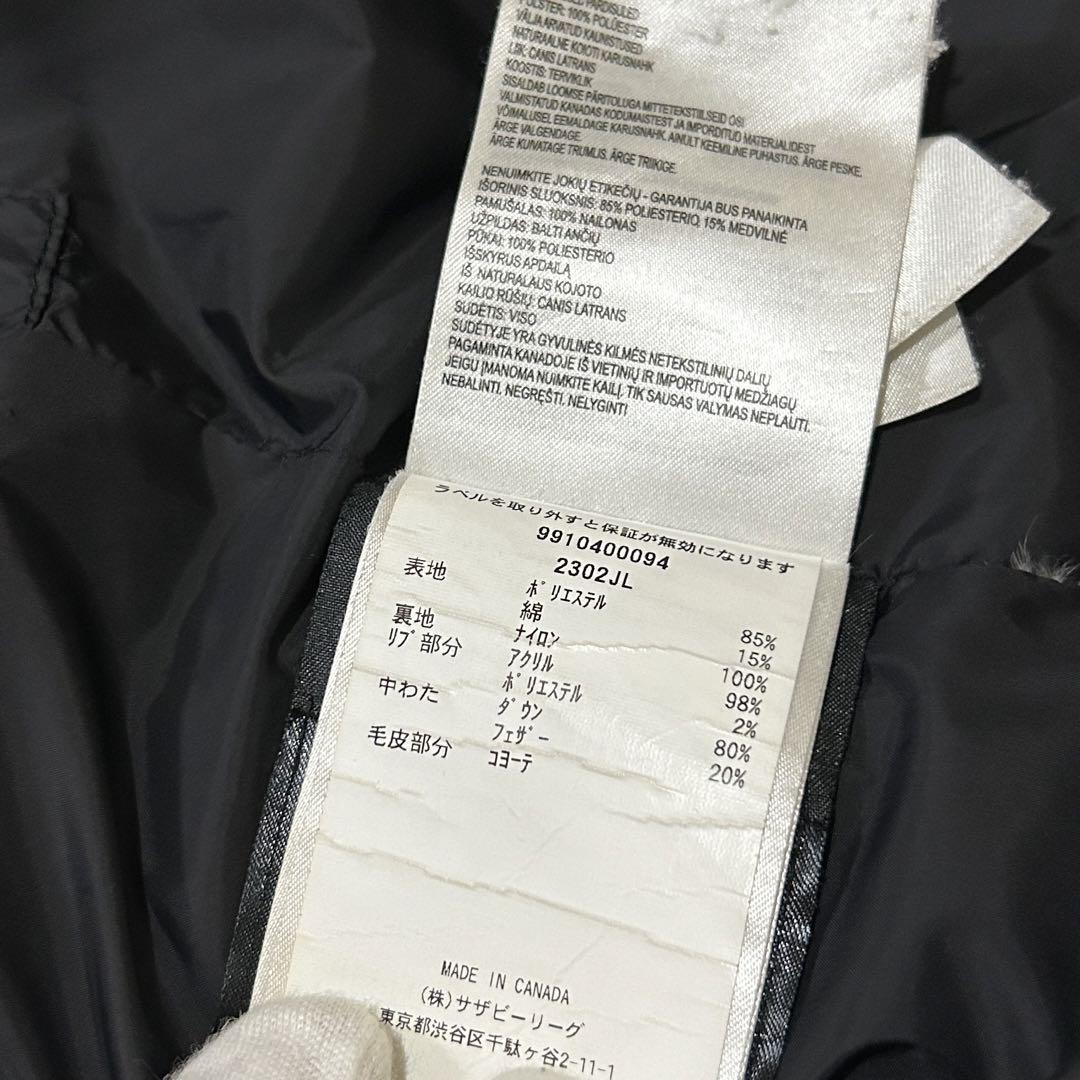 PARDISULED
POLSTER: 100% POLÜESTER
VÄLJA ARVATUD KAUNISTUSED
NATURAALNE KOIOTI KARUSNAHK
LIIK: CANIS LATRANS
KOOSTIS: TERVIKLIK
SISALDAB LOOMSE PÄRITOLUGA MITTETEKSTIILSEID OSI
VALMISTATUD KANADAS KODUMAISTEST JA IMPORDITUD MATERJALIDEST
VÕIMALUSEL EEMALDAGE KARUSNAHK. AINULT KEEMILINE PUHASTUS. ÄRGE PESKE.
ÄRGE VALGENDAGE.
ÄRGE KUIVATAGE TRUMLIS. ÄRGE TRIIKIGE.
NENUIMKITE JOKIŲ ETIKEČIŲ - GARANTIJA BUS PANAIKINTA
IŠORINIS SLUOKSNIS: 85% POLIESTERIO, 15% MEDVILNĖ
PAMUŠALAS: 100% NAILONAS
UŽPILDAS: BALTI ANČIŲ
PŪKAI: 100% POLIESTERIO
IŠSKYRUS APDAILĄ
IŠ NATURALAUS KOJOTO
KAILIO RŪŠIŲ: CANIS LATRANS
SUDĖTIS: VISO
SUDĖTYJE YRA GYVULINĖS KILMĖS NETEKSTILINIŲ DALIŲ
PAGAMINTA KANADOJE IŠ VIETINIŲ IR IMPORTUOTŲ MEDŽIAGŲ
JEIGU ĮMANOMA NUIMKITE KAILĮ, TIK SAUSAS VALYMAS NEPLAUTI.
NEBALINTI. NEGRĘŠTI. NELYGINTI
ラベルを取り外すと保証が無効になります
9910400094
2302JL
表地 ポリエステル 85%
綿 15%
裏地 ナイロン 100%
リブ部分 アクリル 98%
ポリエステル 2%
中わた ダウン 80%
フェザー 20%
毛皮部分 コヨーテ
MADE IN CANADA
(株)サザビーリーグ
東京都渋谷区千駄ヶ谷2-11-1